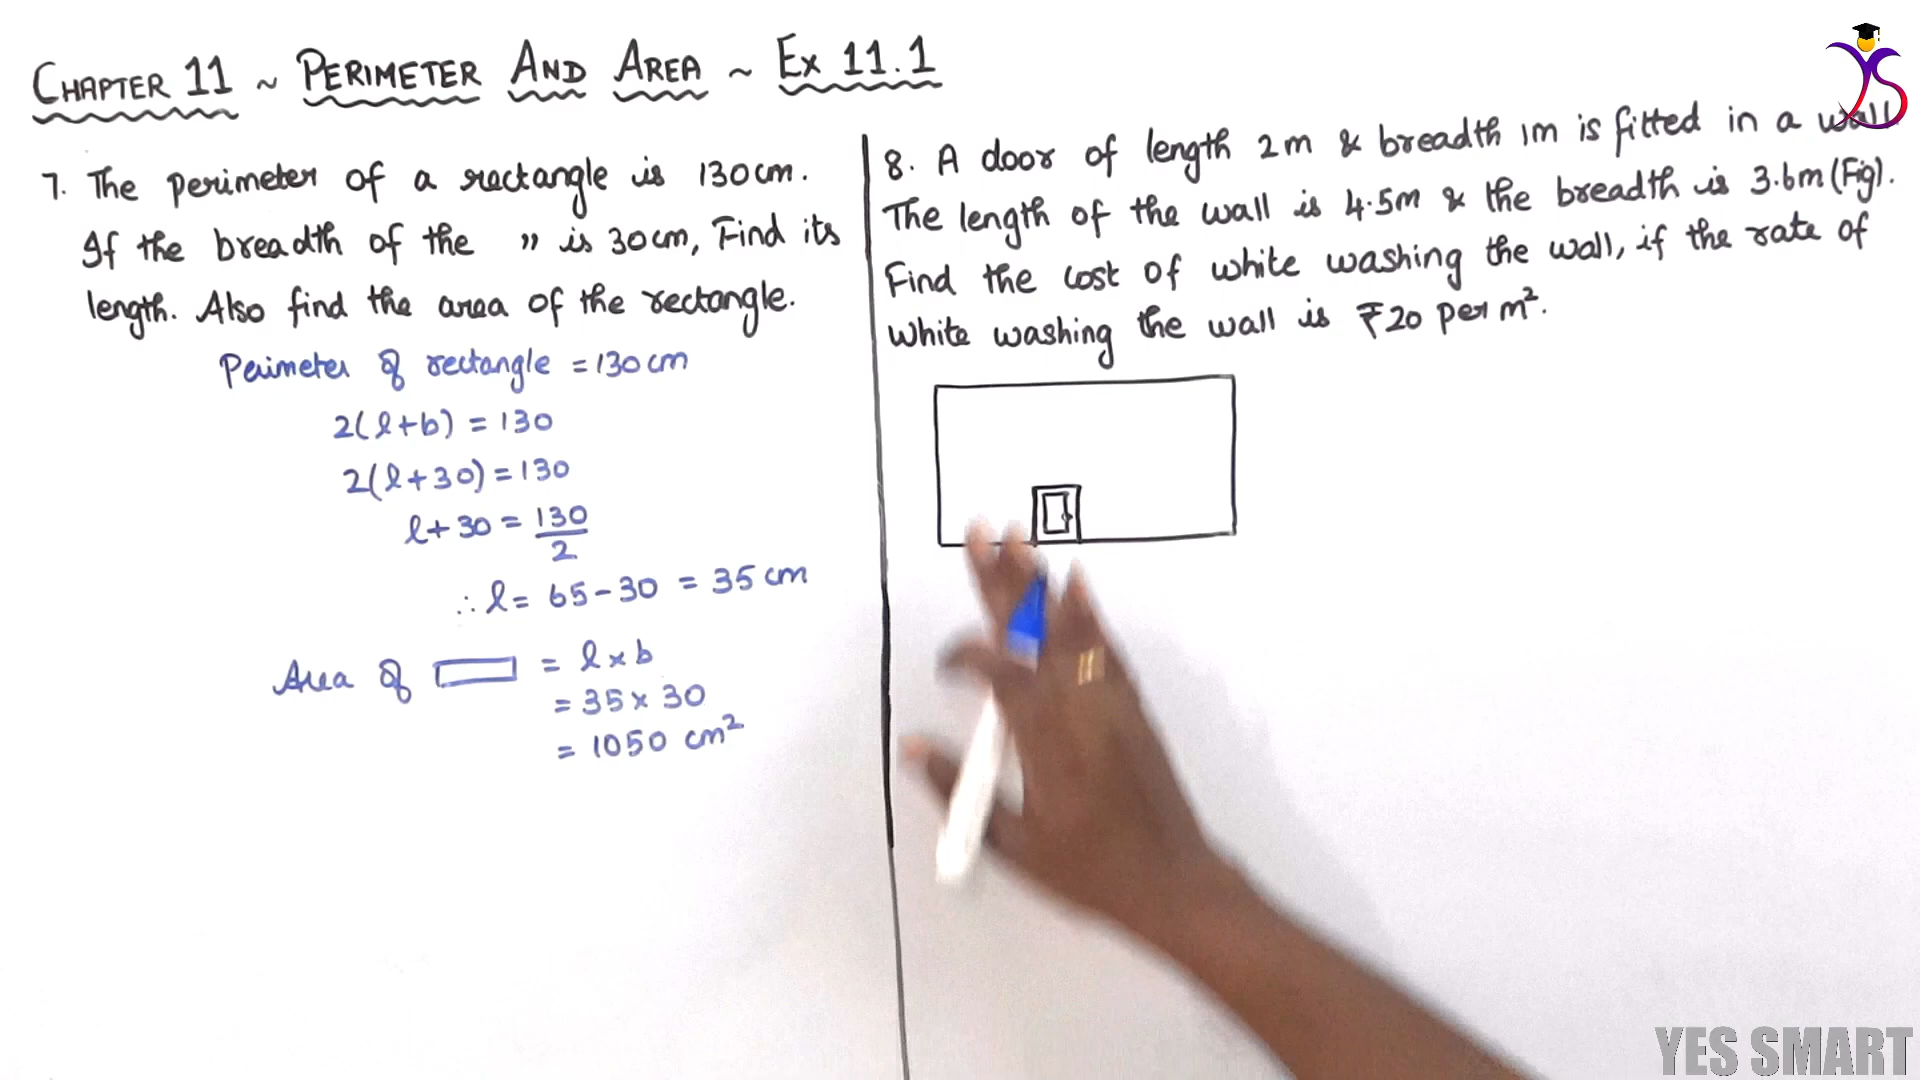 CHAPTER 11 ~ PERIMETER AND AREA ~ EX 11.1
7. The perimeter of a rectangle is 130cm.
If the breadth of the " is 30cm, Find its
length. Also find the area of the rectangle.
Perimeter of rectangle = 130 cm
2(l+b) = 130
2(l+30) = 130
l+30 = 130/2
∴ l = 65-30 = 35 cm
Area of ▭ = l×b
= 35×30
= 1050 cm²
8. A door of length 2m & breadth 1m is fitted in a wall.
The length of the wall is 4.5m & the breadth is 3.6m (Fig).
Find the cost of white washing the wall, if the rate of
white washing the wall is ₹20 per m².
YS
YES SMART